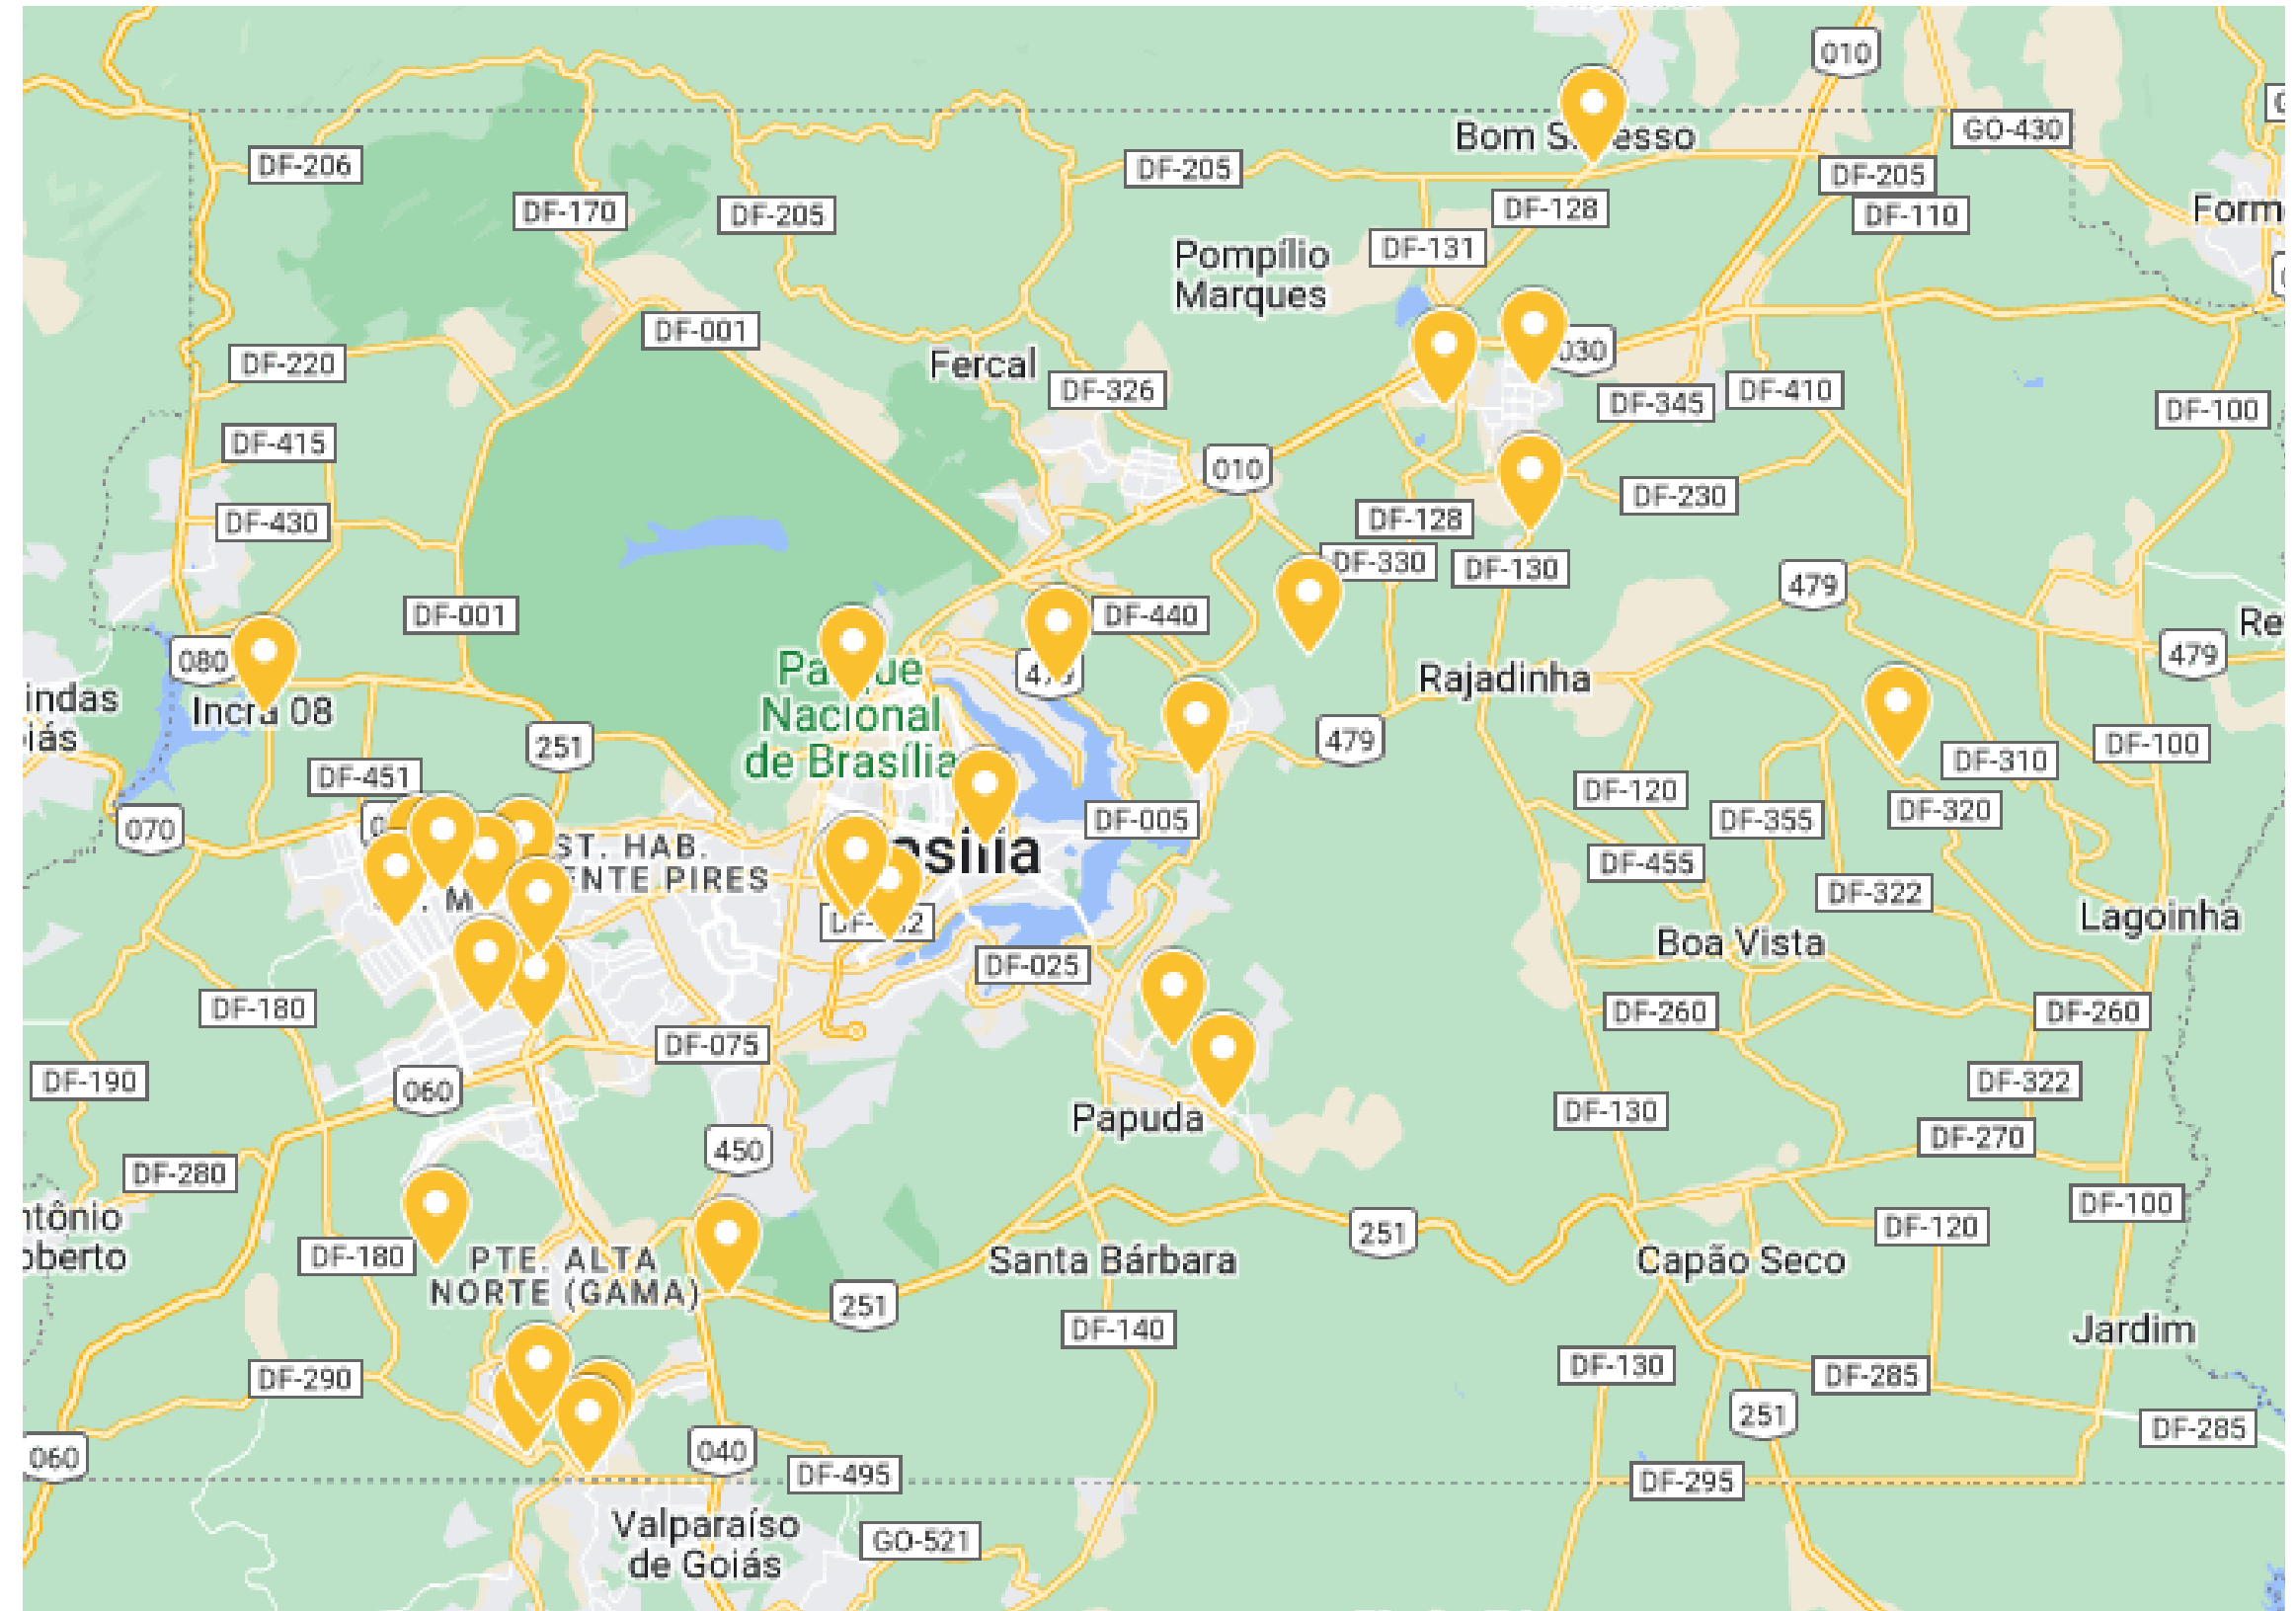 010
Bom S
esso
GO-430
DF-206
DF-205
DF-205
DF-170
DF-205
DF-128
DF-110
Form
DF-131
Pompílio
Marques
DF-001
030
DF-220
Fercal
DF-326
DF-345
DF-410
DF-100
DF-415
010
DF-430
DF-128
DF-230
DF-330
DF-130
479
DF-001
DF-440
Re
080
Pa
ue
479
Rajadinha
indas
iás
Incra 08
Nacional
251
479
DF-100
de Brasília
DF-310
DF-451
DF-120
070
0
DF-005
DF-355
DF-320
ST. HAB.
ENTE PIRES
sília
DF-455
. M
DF-322
DF-
2
Lagoinha
Boa Vista
DF-025
DF-180
DF-260
DF-260
DF-075
DF-190
060
DF-322
Papuda
DF-130
450
DF-270
DF-280
ntônio
oberto
DF-100
DF-180
PTE. ALTA
NORTE (GAMA)
Santa Bárbara
251
DF-120
Capão Seco
251
DF-140
Jardim
DF-290
DF-130
DF-285
251
DF-285
060
040
DF-495
DF-295
Valparaíso
de Goiás
GO-521